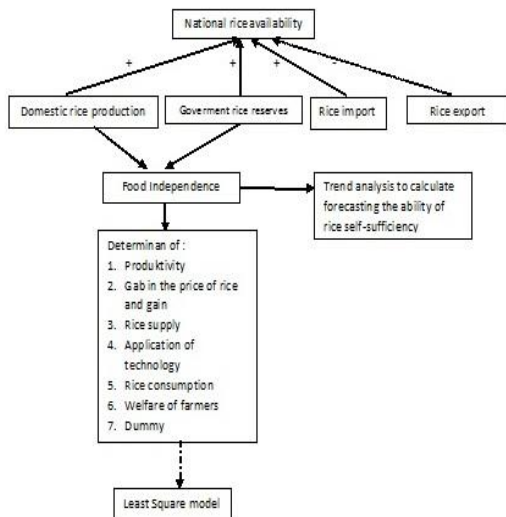 National rice availability
+
+
+
-
Domestic rice production
Goverment rice reserves
Rice import
Rice export
Food Independence
Trend analysis to calculate
forecasting the ability of
rice self-sufficiency
Determinan of :
1. Produktivity
2. Gab in the price of rice
and gain
3. Rice supply
4. Application of
technology
5. Rice consumption
6. Welfare of farmers
7. Dummy
Least Square model